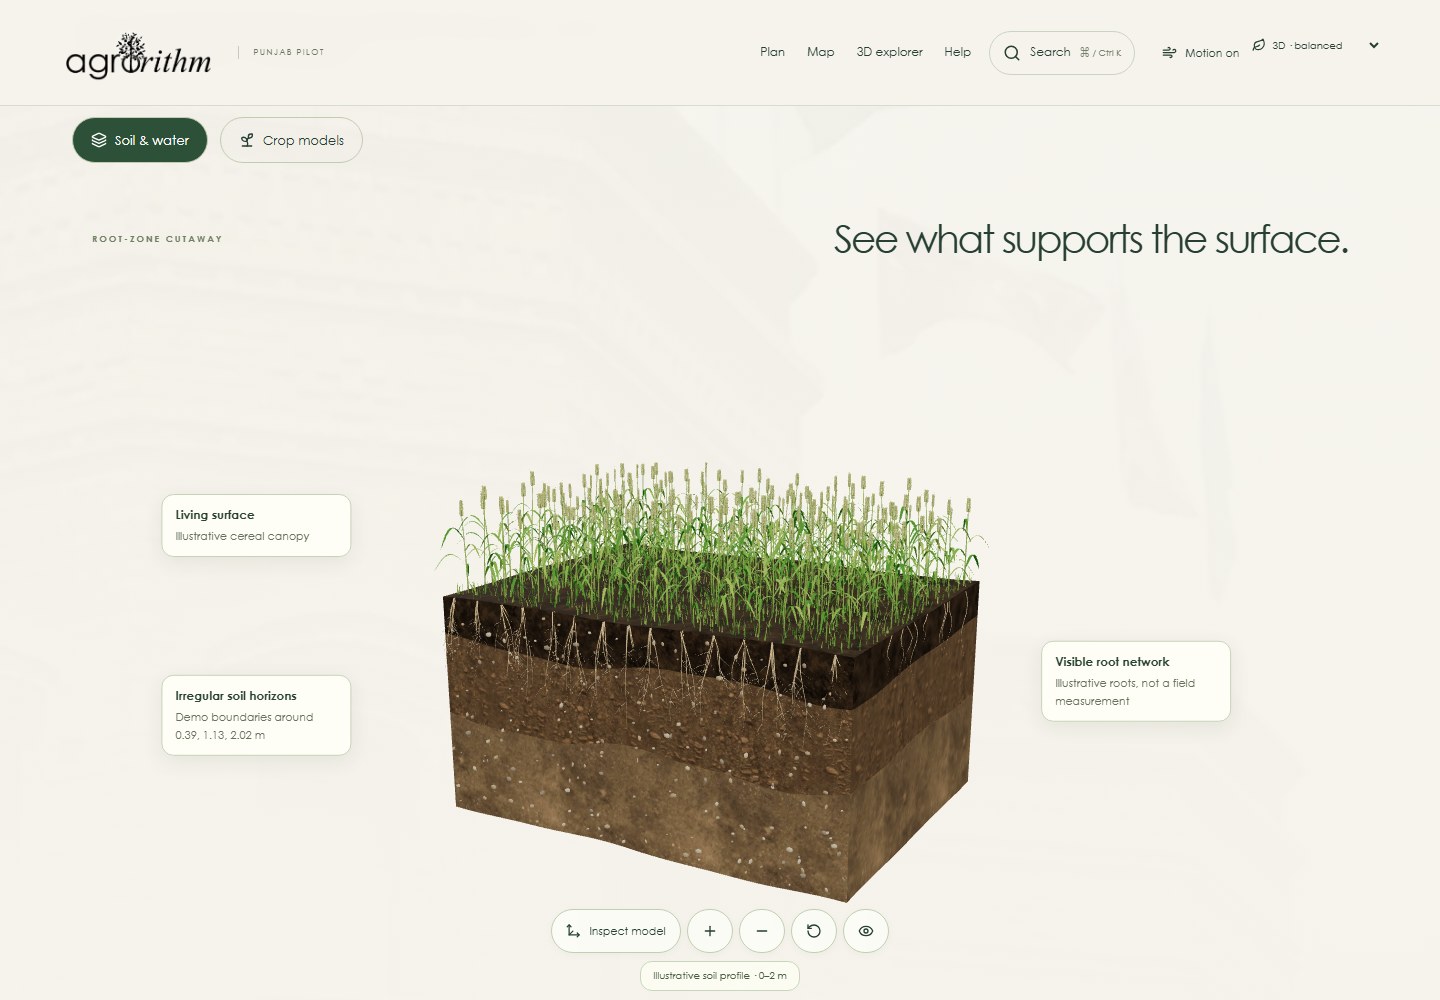 agrorithm
PUNJAB PILOT
Plan
Map
3D explorer
Help
Search ⌘ / Ctrl K
Motion on
3D · balanced
Soil & water
Crop models
ROOT-ZONE CUTAWAY
See what supports the surface.
Living surface
Illustrative cereal canopy
Irregular soil horizons
Demo boundaries around
0.39, 1.13, 2.02 m
Visible root network
Illustrative roots, not a field
measurement
Inspect model
Illustrative soil profile · 0–2 m